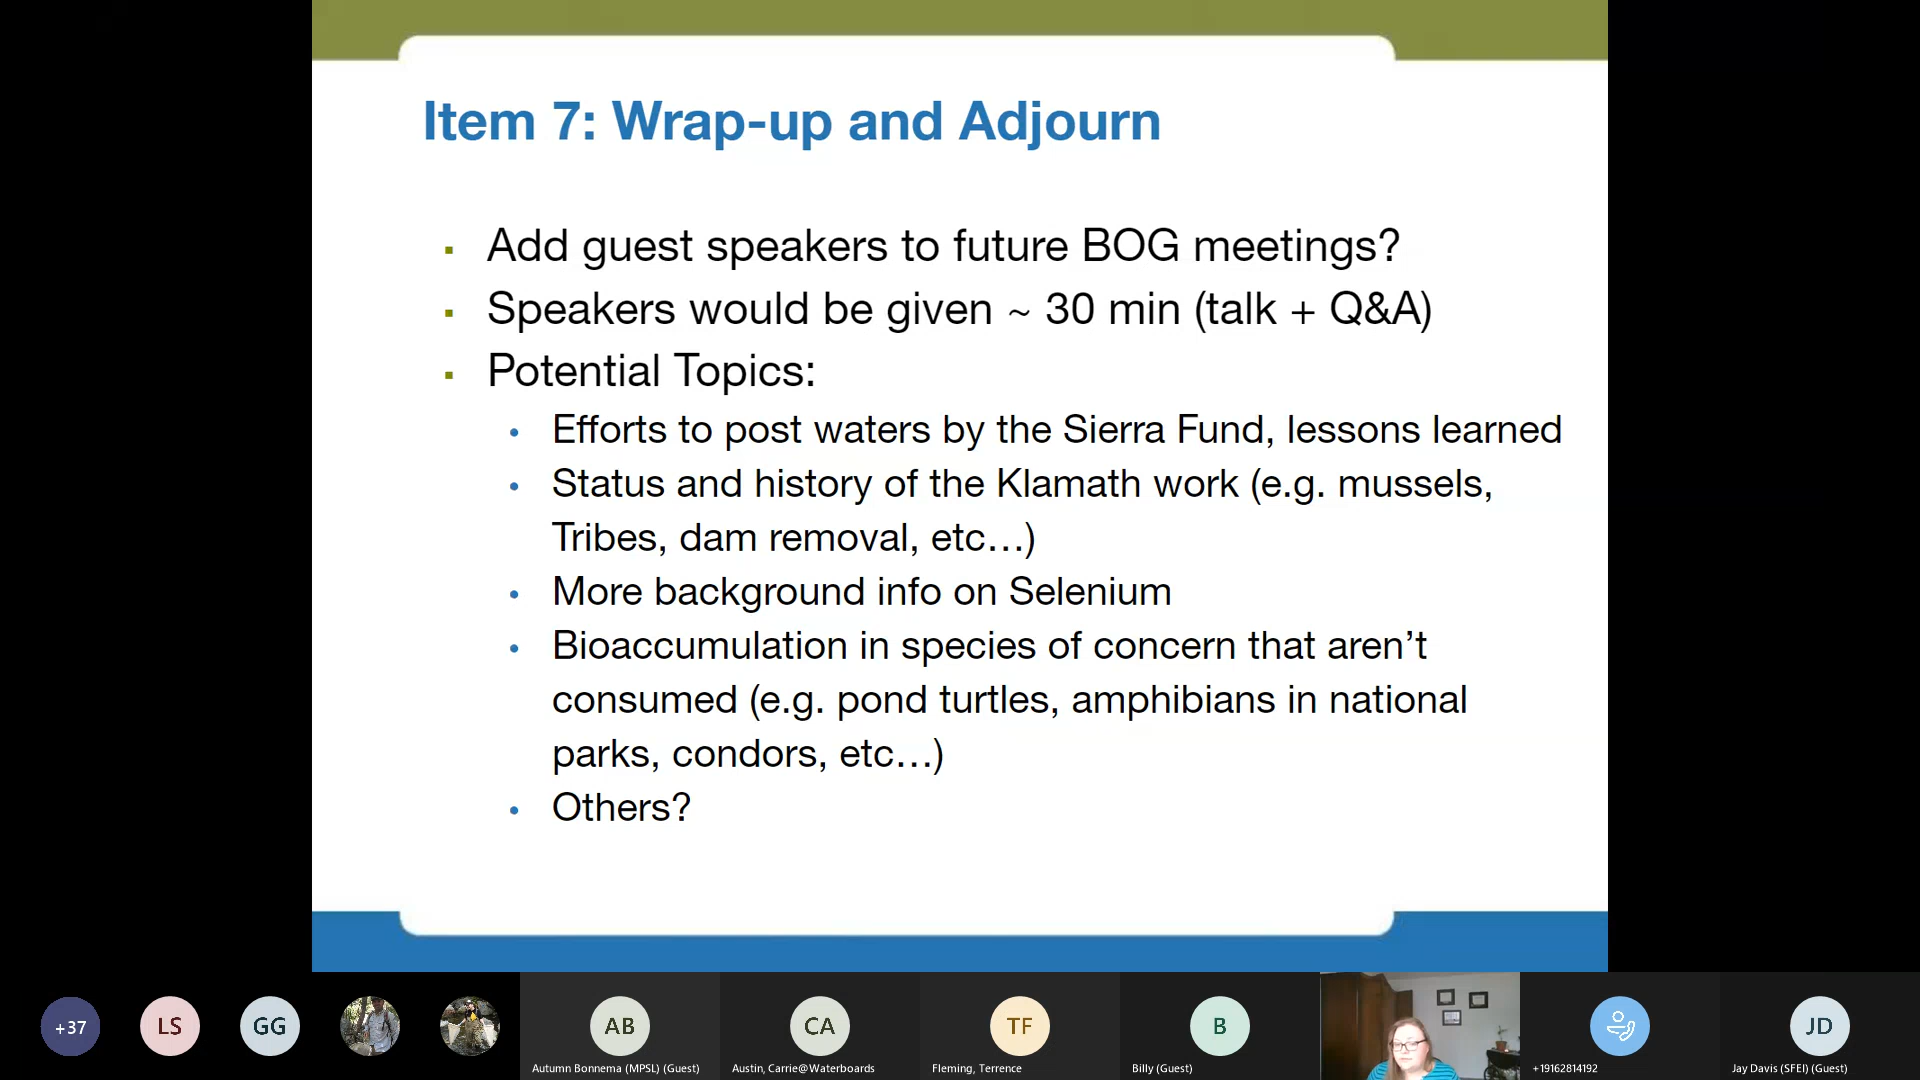 Item 7: Wrap-up and Adjourn
▪ Add guest speakers to future BOG meetings?
▪ Speakers would be given ~ 30 min (talk + Q&A)
▪ Potential Topics:
• Efforts to post waters by the Sierra Fund, lessons learned
• Status and history of the Klamath work (e.g. mussels,
Tribes, dam removal, etc…)
• More background info on Selenium
• Bioaccumulation in species of concern that aren’t
consumed (e.g. pond turtles, amphibians in national
parks, condors, etc…)
• Others?
+37
LS
GG
AB
CA
TF
B
JD
Autumn Bonnema (MPSL) (Guest)
Austin, Carrie@Waterboards
Fleming, Terrence
Billy (Guest)
+19162814192
Jay Davis (SFEI) (Guest)